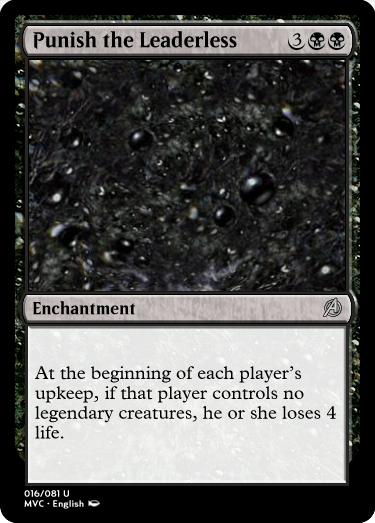 Punish the Leaderless 3
Enchantment
At the beginning of each player's
upkeep, if that player controls no
legendary creatures, he or she loses 4
life.
016/081 U
MVC • English